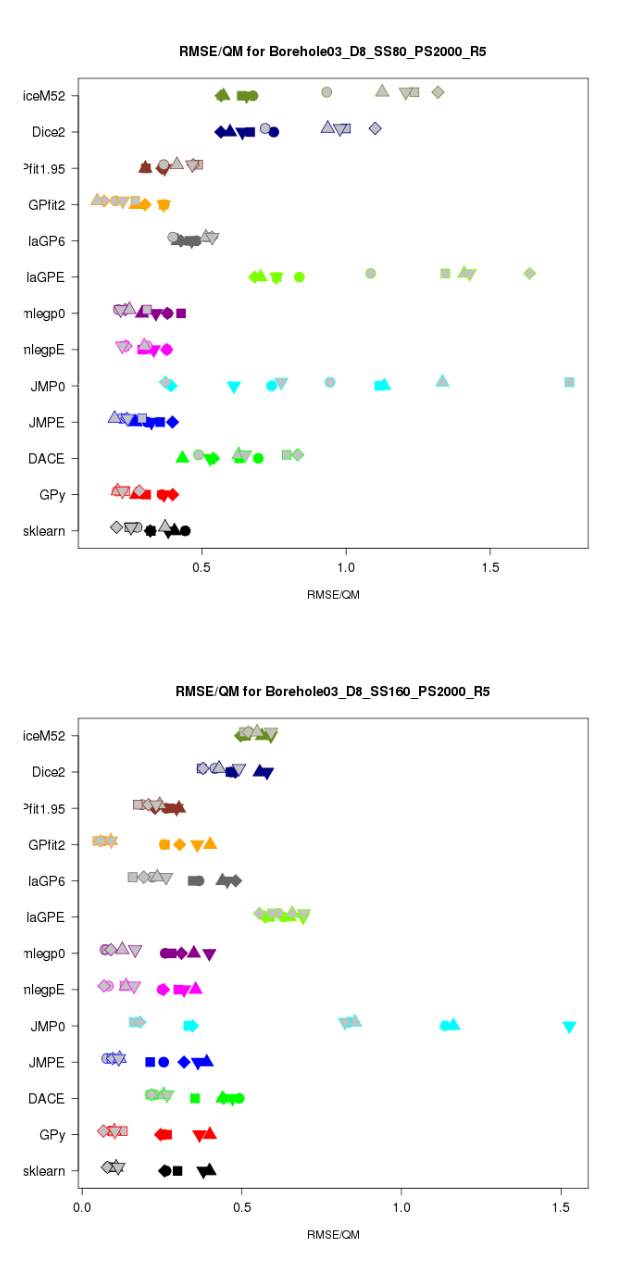 RMSE/QM for Borehole03_D8_SS80_PS2000_R5
iceM52
Dice2
Pfit1.95
GPfit2
laGP6
laGPE
mlegp0
mlegpE
JMP0
JMPE
DACE
GPy
sklearn
0.5 1.0 1.5
RMSE/QM
RMSE/QM for Borehole03_D8_SS160_PS2000_R5
iceM52
Dice2
Pfit1.95
GPfit2
laGP6
laGPE
mlegp0
mlegpE
JMP0
JMPE
DACE
GPy
sklearn
0.0 0.5 1.0 1.5
RMSE/QM